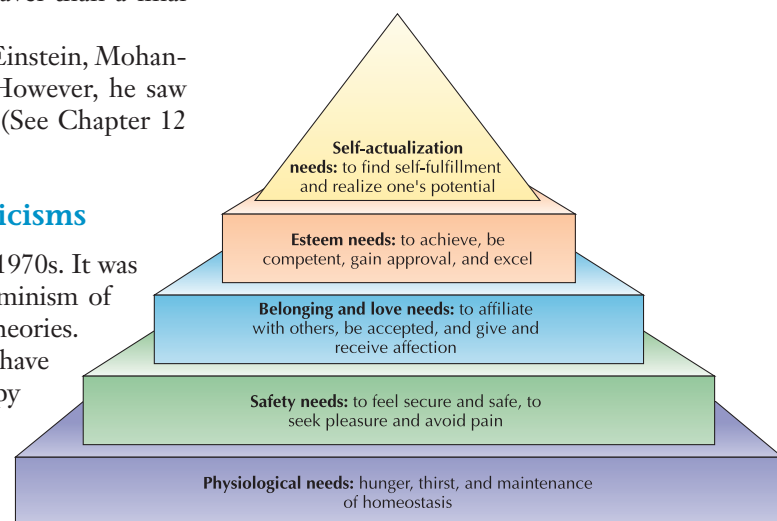 Einstein, Mohan-
However, he saw
(See Chapter 12
icisms
1970s. It was
minism of
heories.
have
by
Self-actualization
needs: to find self-fulfillment
and realize one's potential
Esteem needs: to achieve, be
competent, gain approval, and excel
Belonging and love needs: to affiliate
with others, be accepted, and give and
receive affection
Safety needs: to feel secure and safe, to
seek pleasure and avoid pain
Physiological needs: hunger, thirst, and maintenance
of homeostasis